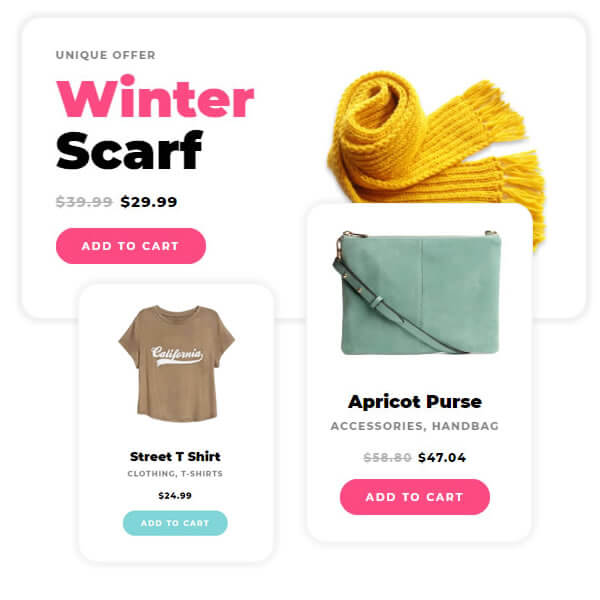 UNIQUE OFFER
Winter
Scarf
$39.99 $29.99
ADD TO CART
California
Street T Shirt
CLOTHING, T-SHIRTS
$24.99
ADD TO CART
Apricot Purse
ACCESSORIES, HANDBAG
$58.80 $47.04
ADD TO CART